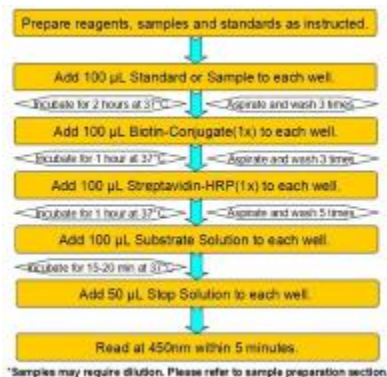 Prepare reagents, samples and standards as instructed.
Add 100 µL Standard or Sample to each well.
Incubate for 2 hours at 37°C
Aspirate and wash 3 times
Add 100 µL Biotin-Conjugate(1x) to each well.
Incubate for 1 hour at 37°C
Aspirate and wash 3 times
Add 100 µL Streptavidin-HRP(1x) to each well.
Incubate for 1 hour at 37°C
Aspirate and wash 5 times
Add 100 µL Substrate Solution to each well.
Incubate for 15-20 min at 37°C
Add 50 µL Stop Solution to each well.
Read at 450nm within 5 minutes.
*Samples may require dilution. Please refer to sample preparation section